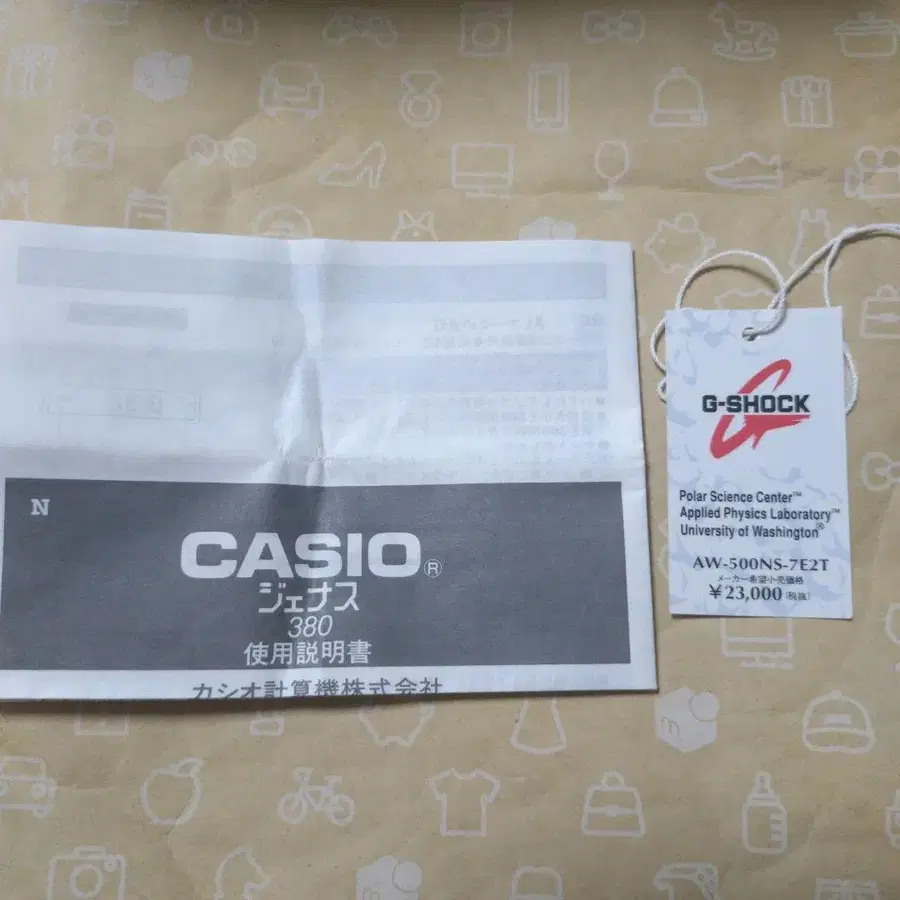 N
CASIO®
ジェナス
380
使用説明書
カシオ計算機株式会社
G-SHOCK
Polar Science Center™
Applied Physics Laboratory™
University of Washington®
AW-500NS-7E2T
メーカー希望小売価格
¥23,000(税抜)